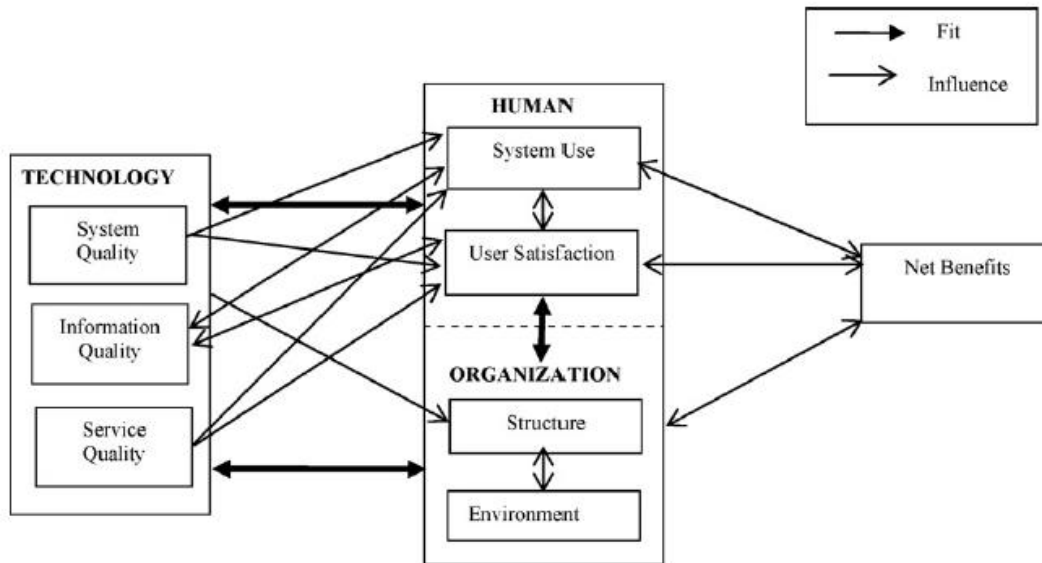 Fit
Influence
HUMAN
System Use
User Satisfaction
TECHNOLOGY
System
Quality
Information
Quality
Service
Quality
ORGANIZATION
Structure
Environment
Net Benefits